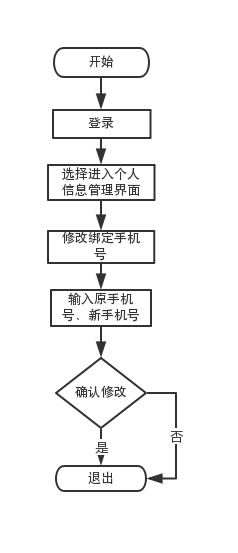 开始
登录
选择进入个人
信息管理界面
修改绑定手机
号
输入原手机
号、新手机号
确认修改
否
是
退出